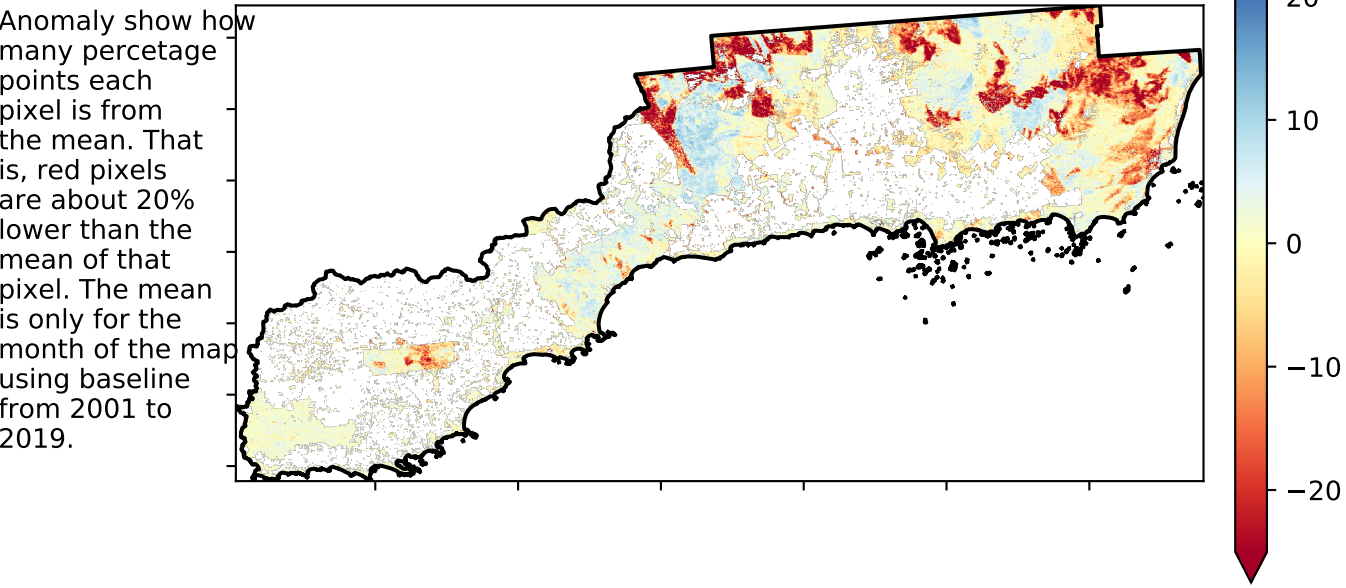 Anomaly show how
many percetage
points each
pixel is from
the mean. That
is, red pixels
are about 20%
lower than the
mean of that
pixel. The mean
is only for the
month of the map
using baseline
from 2001 to
2019.
20
10
0
−10
−20